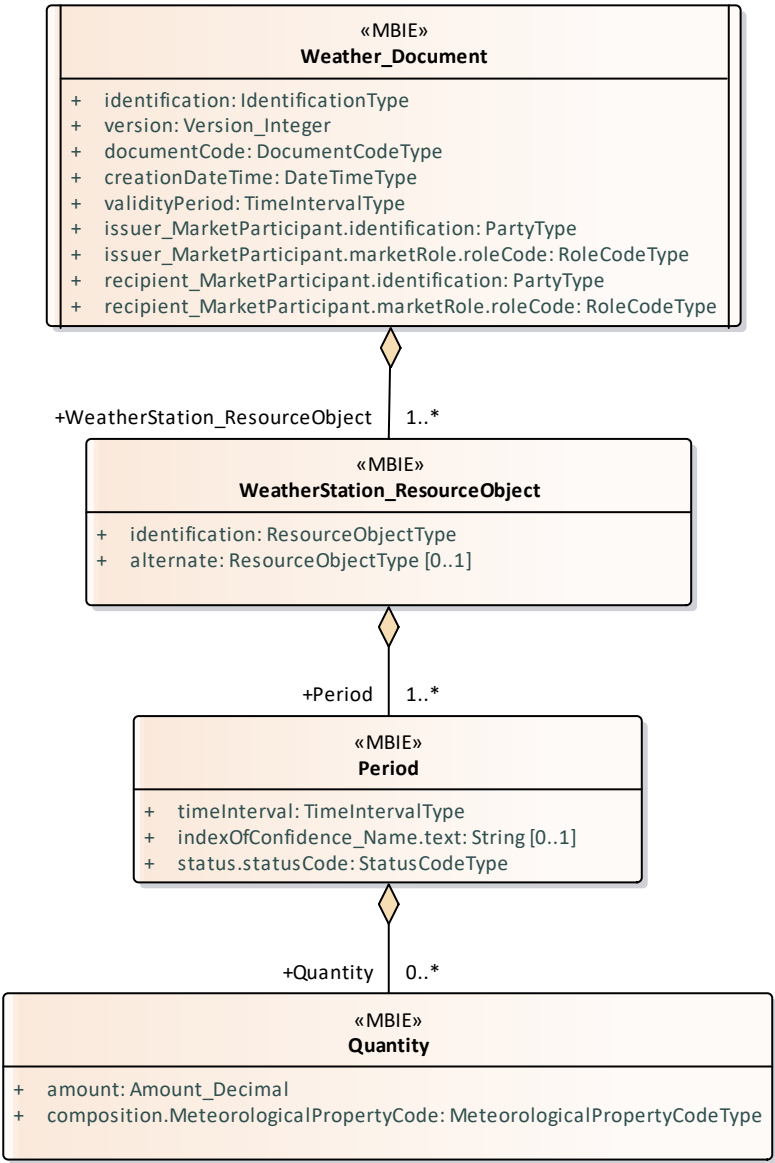 «MBIE»
Weather_Document
+ identification: IdentificationType
+ version: Version_Integer
+ documentCode: DocumentCodeType
+ creationDateTime: DateTimeType
+ validityPeriod: TimeIntervalType
+ issuer_MarketParticipant.identification: PartyType
+ issuer_MarketParticipant.marketRole.roleCode: RoleCodeType
+ recipient_MarketParticipant.identification: PartyType
+ recipient_MarketParticipant.marketRole.roleCode: RoleCodeType
+WeatherStation_ResourceObject 1..*
«MBIE»
WeatherStation_ResourceObject
+ identification: ResourceObjectType
+ alternate: ResourceObjectType [0..1]
+Period 1..*
«MBIE»
Period
+ timeInterval: TimeIntervalType
+ indexOfConfidence_Name.text: String [0..1]
+ status.statusCode: StatusCodeType
+Quantity 0..*
«MBIE»
Quantity
+ amount: Amount_Decimal
+ composition.MeteorologicalPropertyCode: MeteorologicalPropertyCodeType